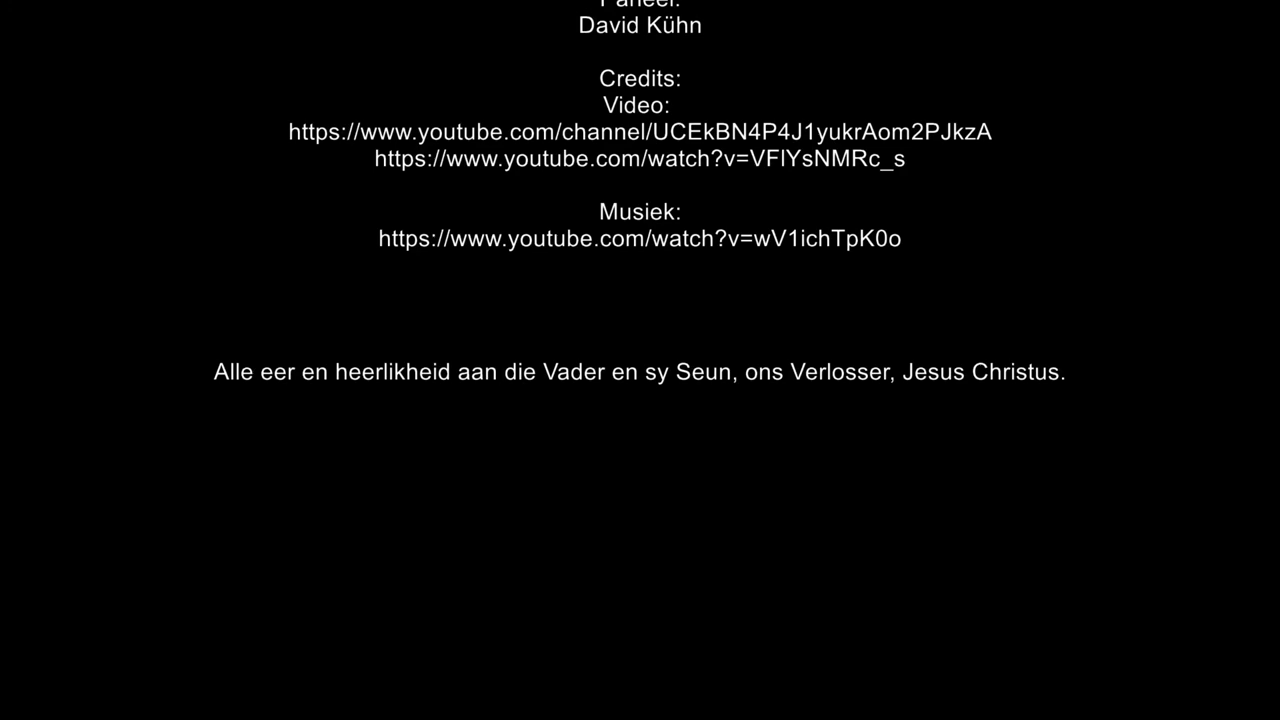 Paneel:
David Kühn
Credits:
Video:
https://www.youtube.com/channel/UCEkBN4P4J1yukrAom2PJkzA
https://www.youtube.com/watch?v=VFlYsNMRc_s
Musiek:
https://www.youtube.com/watch?v=wV1ichTpK0o
Alle eer en heerlikheid aan die Vader en sy Seun, ons Verlosser, Jesus Christus.